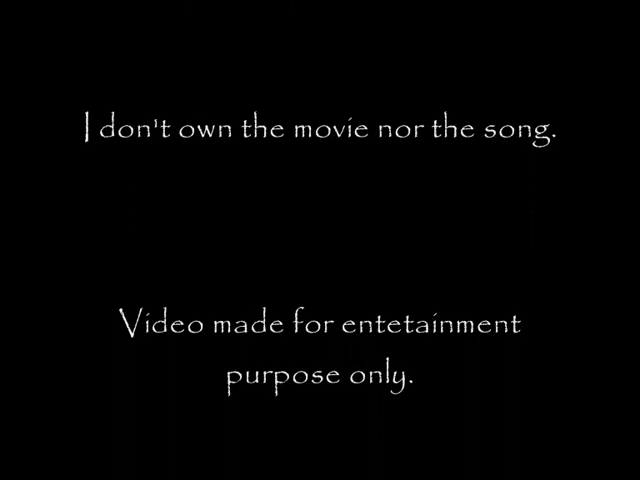 I don't own the movie nor the song.
Video made for entetainment
purpose only.